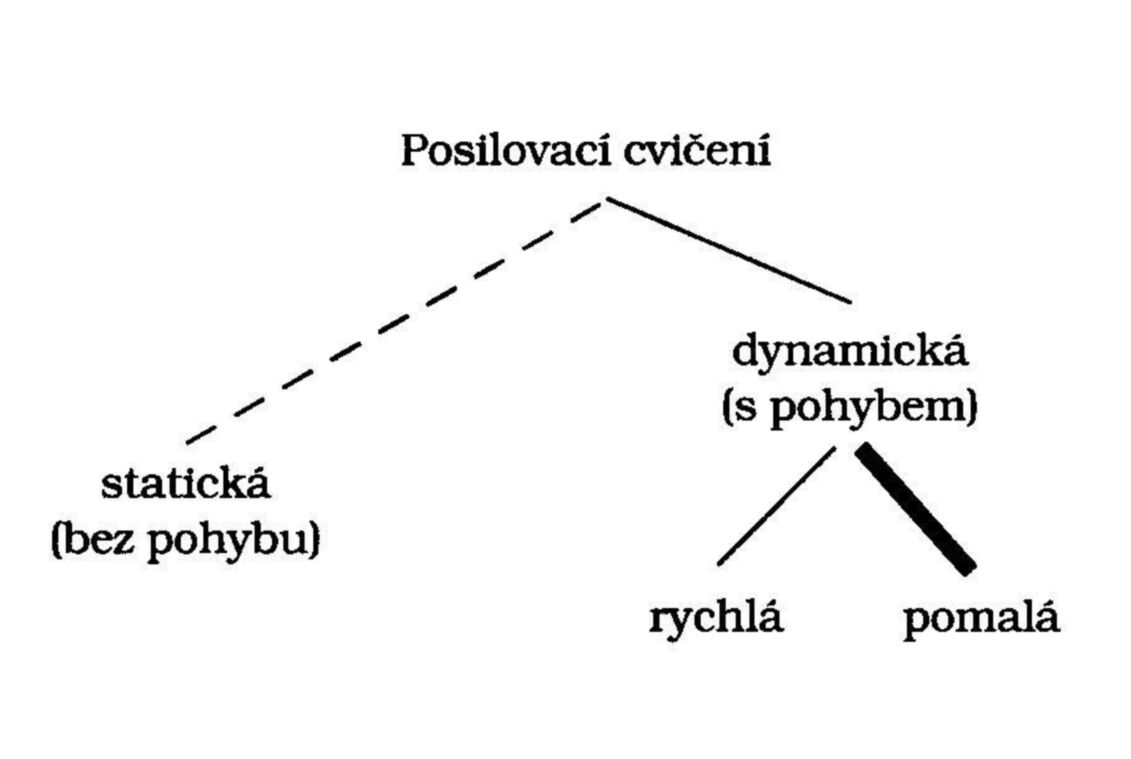 Posilovací cvičení
dynamická
(s pohybem)
statická
(bez pohybu)
rychlá
pomalá